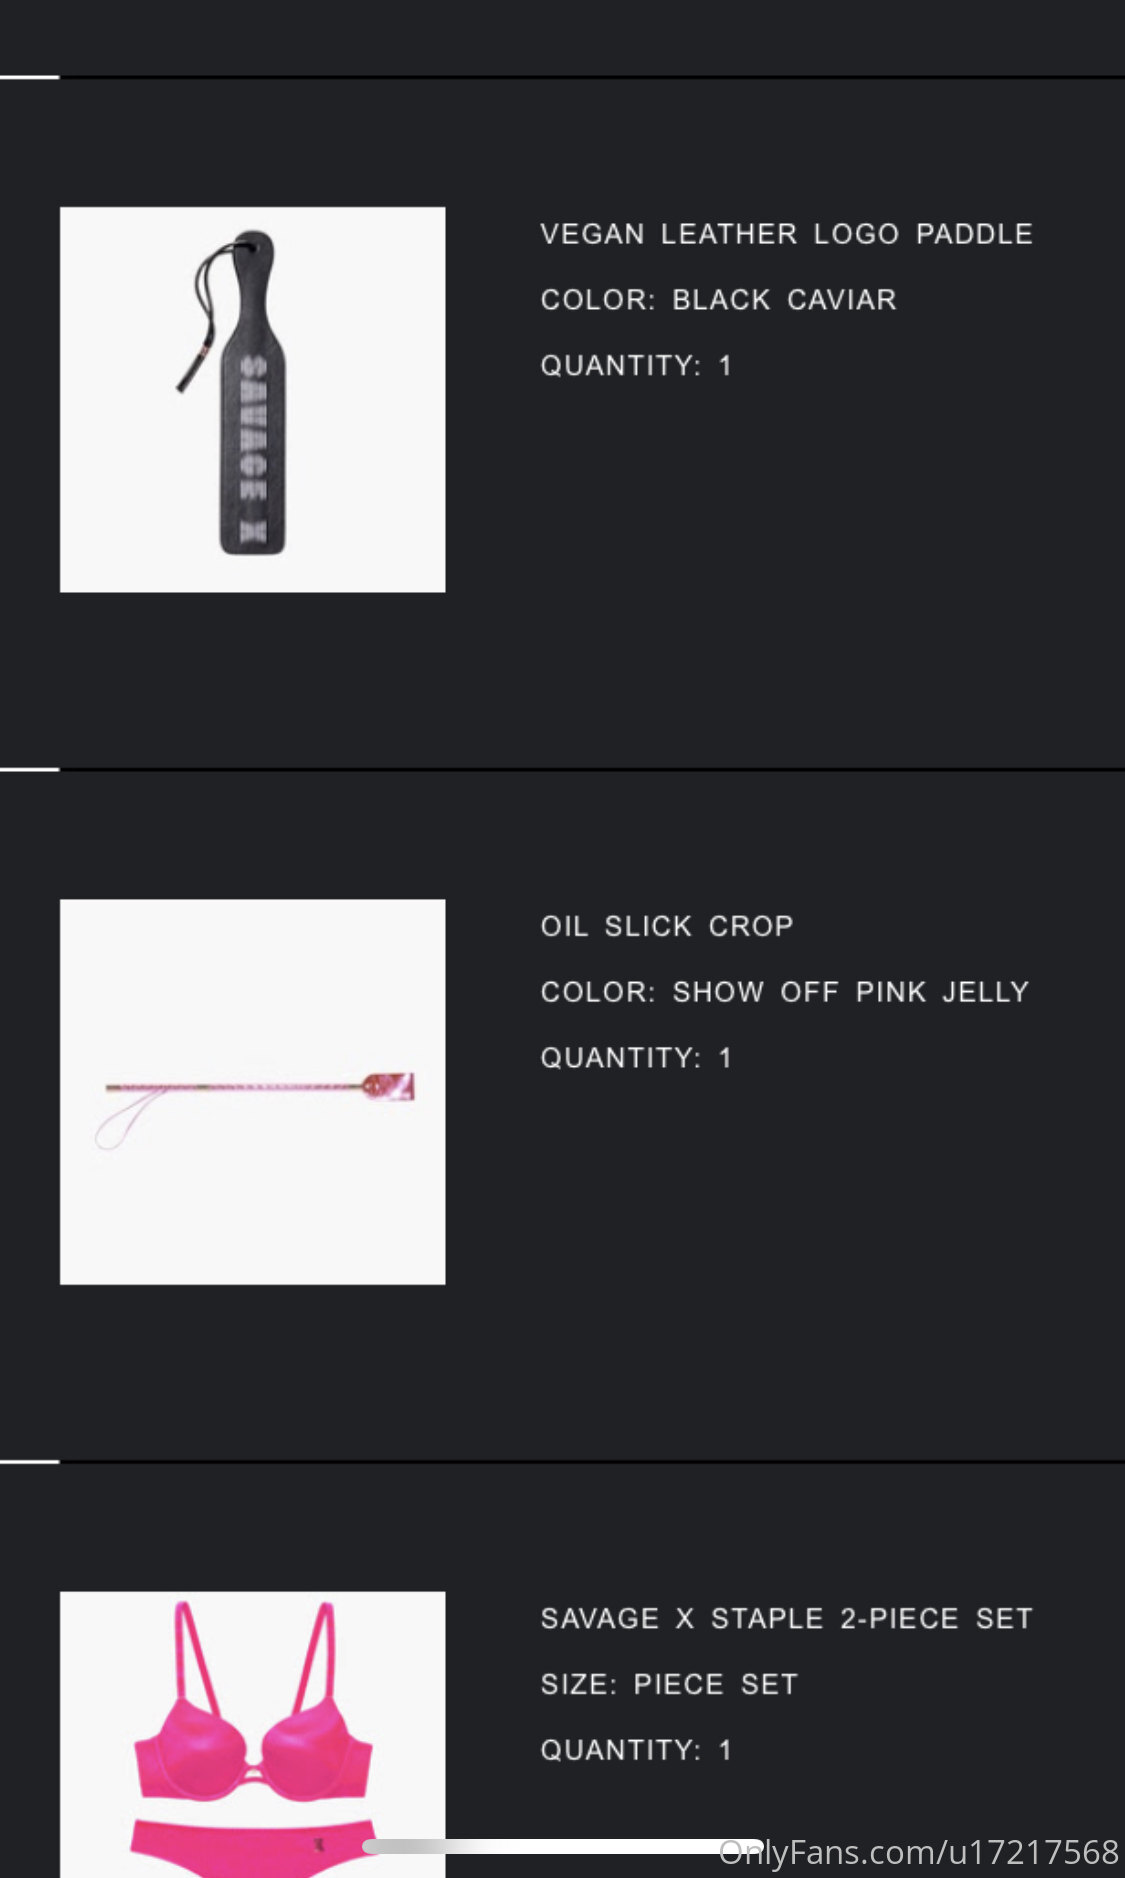 SAVAGE X
VEGAN LEATHER LOGO PADDLE
COLOR: BLACK CAVIAR
QUANTITY: 1
OIL SLICK CROP
COLOR: SHOW OFF PINK JELLY
QUANTITY: 1
SAVAGE X STAPLE 2-PIECE SET
SIZE: PIECE SET
QUANTITY: 1
OnlyFans.com/u17217568